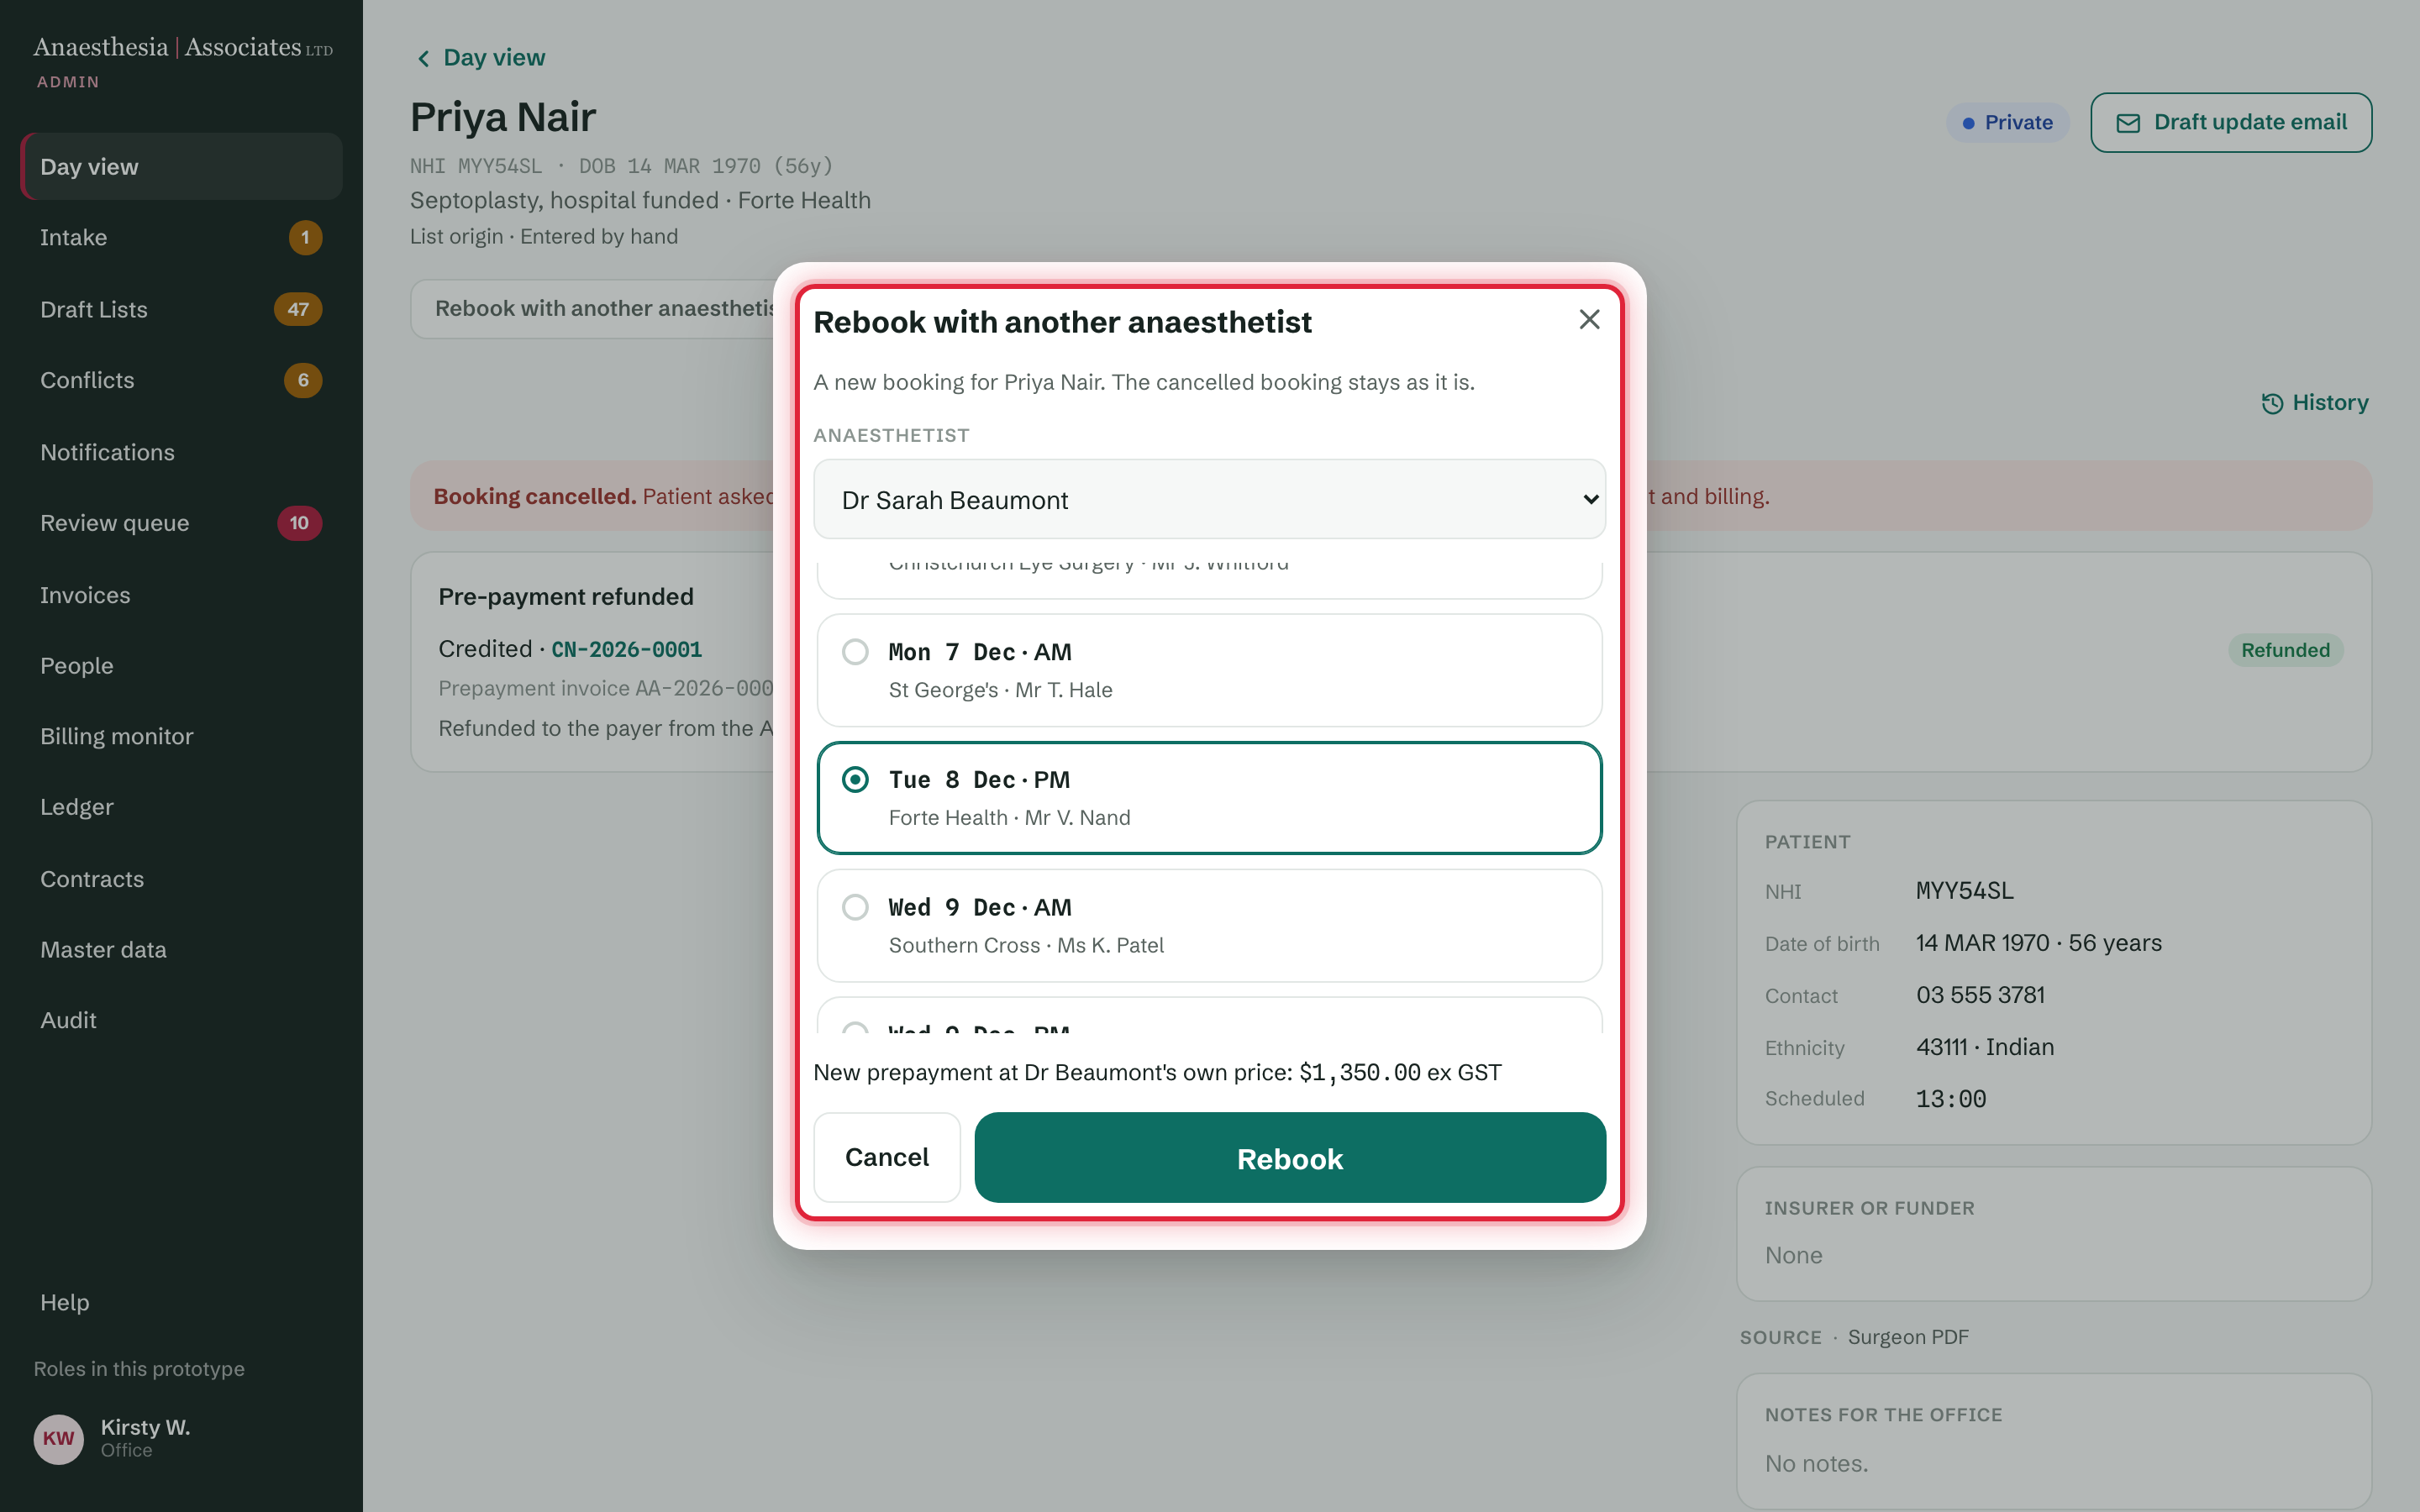 Anaesthesia | Associates LTD
ADMIN
Day view
Intake 1
Draft Lists 47
Conflicts 6
Notifications
Review queue 10
Invoices
People
Billing monitor
Ledger
Contracts
Master data
Audit
Help
Roles in this prototype
KW Kirsty W.
Office
Day view
Priya Nair
Private
Draft update email
NHI MYY54SL · DOB 14 MAR 1970 (56y)
Septoplasty, hospital funded · Forte Health
List origin · Entered by hand
Rebook with another
History
Booking cancelled. Patient asked
t and billing.
Pre-payment refunded
Credited · CN-2026-0001
Prepayment invoice AA-2026-000
Refunded to the payer from the A
Refunded
Rebook with another anaesthetist
A new booking for Priya Nair. The cancelled booking stays as it is.
ANAESTHETIST
Dr Sarah Beaumont
Christchurch Eye Surgery · Mr J. Whitford
Mon 7 Dec · AM
St George's · Mr T. Hale
Tue 8 Dec · PM
Forte Health · Mr V. Nand
Wed 9 Dec · AM
Southern Cross · Ms K. Patel
Wed 9 Dec · PM
New prepayment at Dr Beaumont's own price: $1,350.00 ex GST
Cancel
Rebook
PATIENT
NHI MYY54SL
Date of birth 14 MAR 1970 · 56 years
Contact 03 555 3781
Ethnicity 43111 · Indian
Scheduled 13:00
INSURER OR FUNDER
None
SOURCE · Surgeon PDF
NOTES FOR THE OFFICE
No notes.